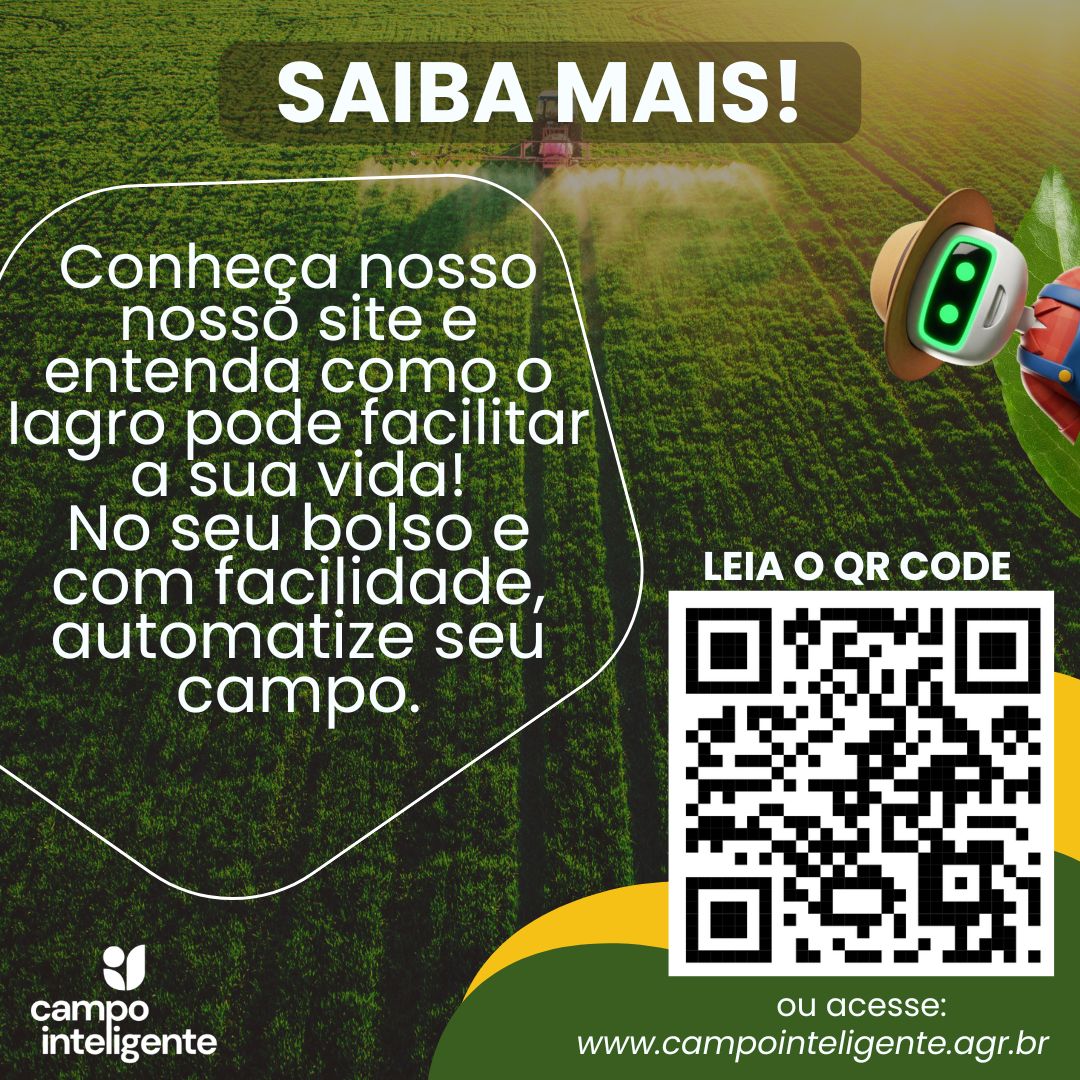 SAIBA MAIS!
Conheça nosso
nosso site e
entenda como o
Iagro pode facilitar
a sua vida!
No seu bolso e
com facilidade,
automatize seu
campo.
LEIA O QR CODE
ou acesse:
www.campointeligente.agr.br
campo
inteligente